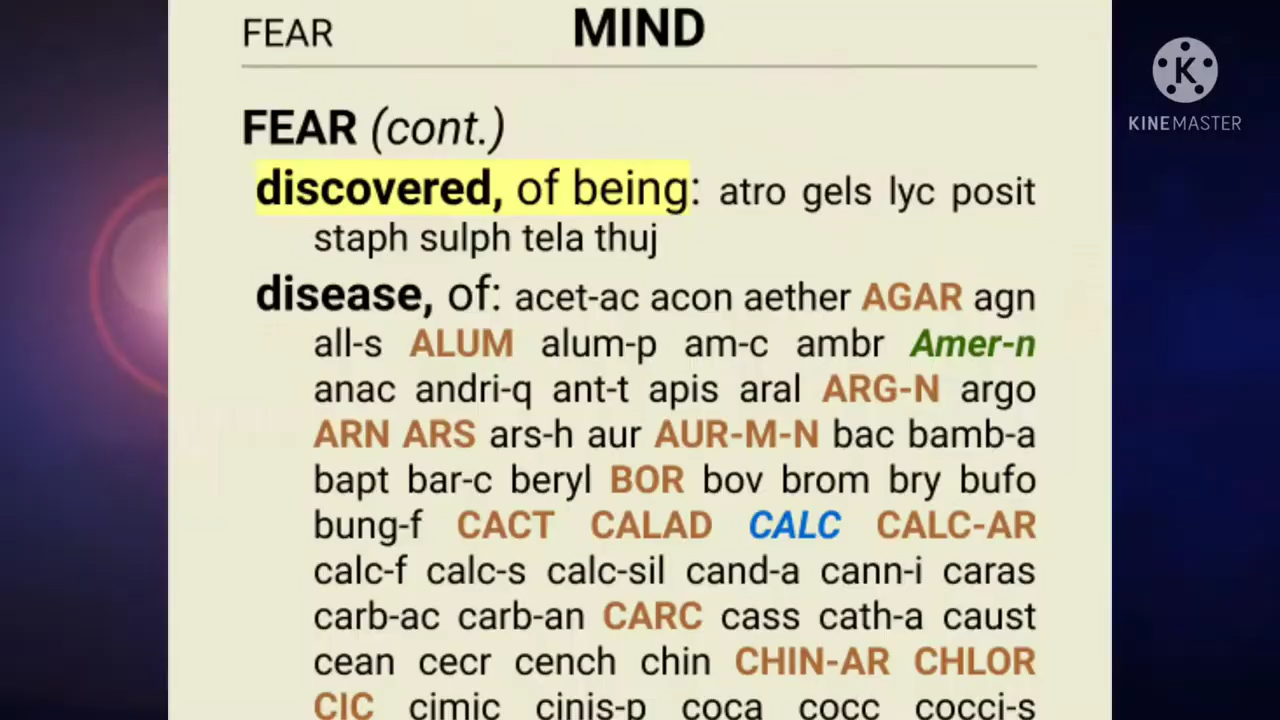 FEAR MIND
K
KINEMASTER
FEAR (cont.)
discovered, of being: atro gels lyc posit
staph sulph tela thuj
disease, of: acet-ac acon aether AGAR agn
all-s ALUM alum-p am-c ambr Amer-n
anac andri-q ant-t apis aral ARG-N argo
ARN ARS ars-h aur AUR-M-N bac bamb-a
bapt bar-c beryl BOR bov brom bry bufo
bung-f CACT CALAD CALC CALC-AR
calc-f calc-s calc-sil cand-a cann-i caras
carb-ac carb-an CARC cass cath-a caust
cean cecr cench chin CHIN-AR CHLOR
CIC cimic cinis-p coca cocc cocci-s